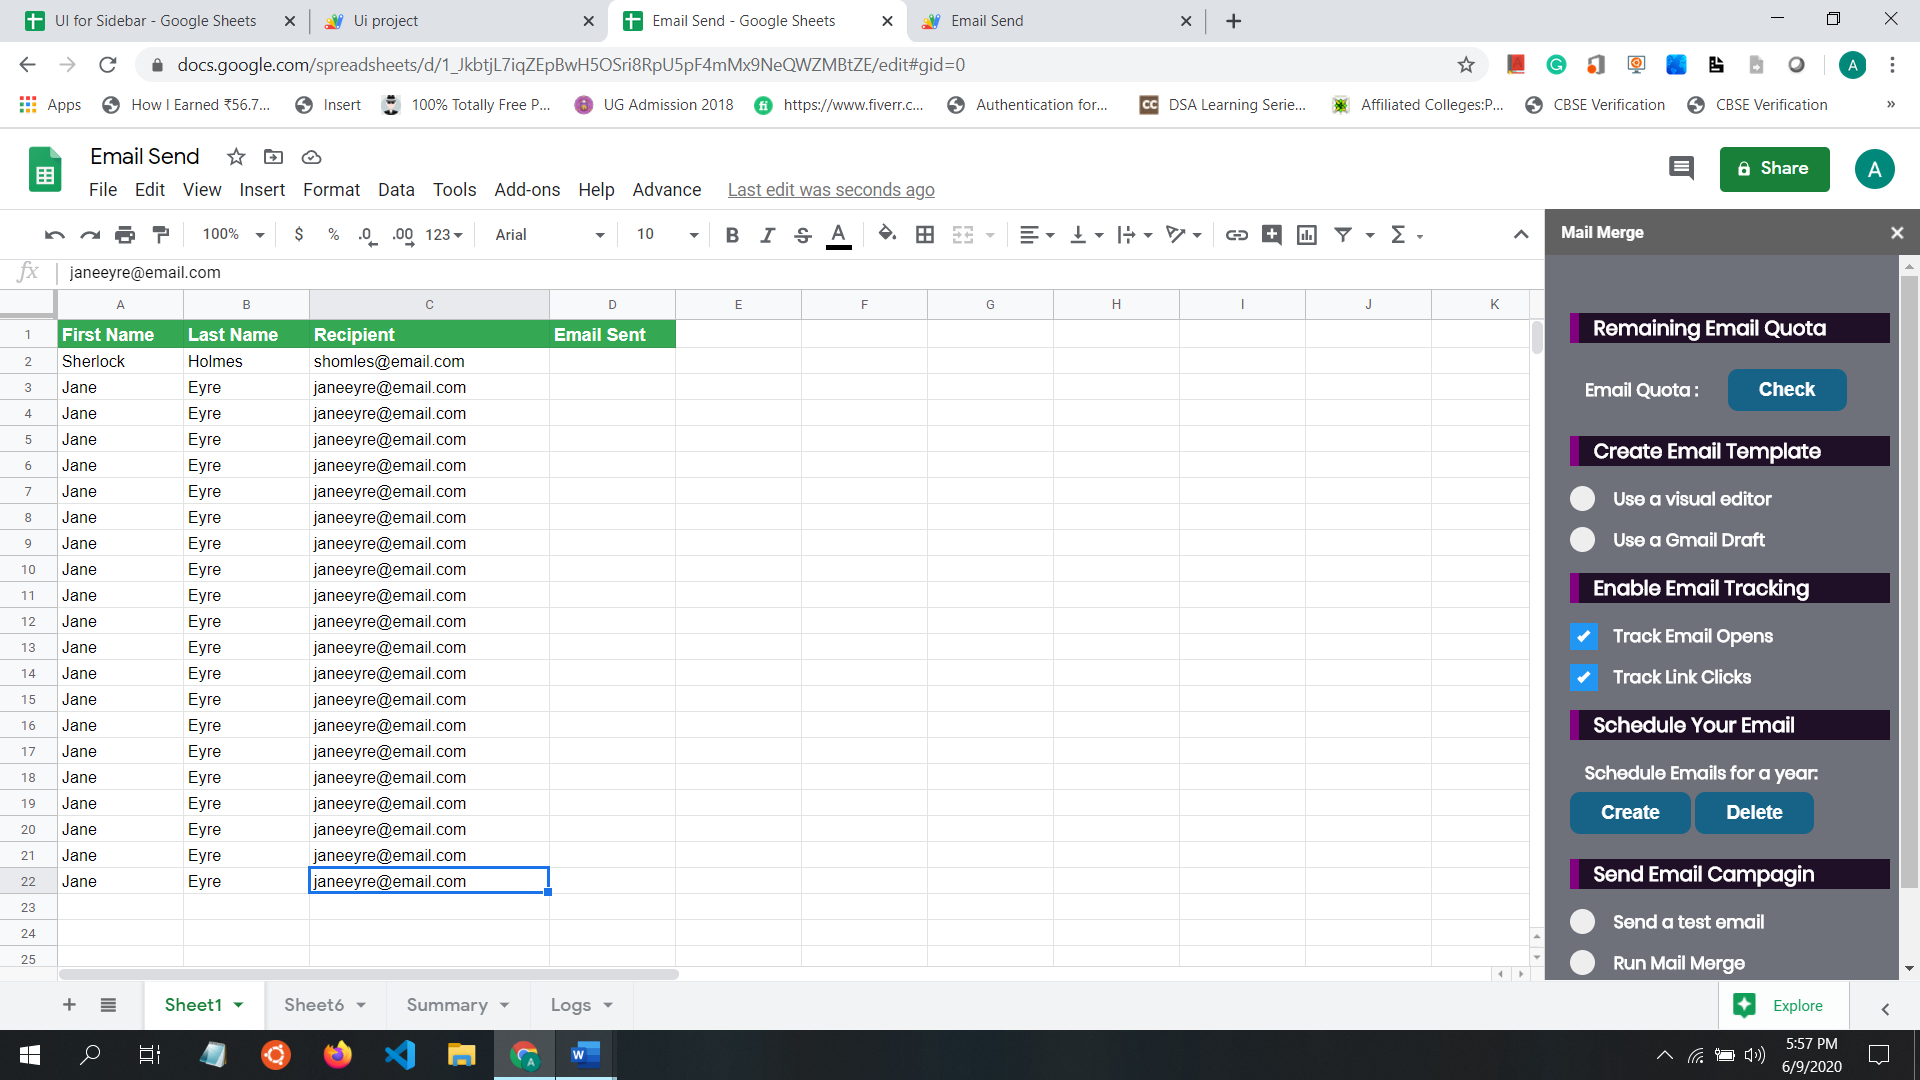 UI for Sidebar - Google Sheets
Ui project
Email Send - Google Sheets
Email Send
docs.google.com/spreadsheets/d/1_JkbtjL7iqZEpBwH5OSri8RpU5pF4mMx9NeQWZMBtZE/edit#gid=0
A
Apps
How I Earned ₹56.7...
Insert
100% Totally Free P...
UG Admission 2018
https://www.fiverr.c...
Authentication for...
CC
DSA Learning Serie...
Affiliated Colleges:P...
CBSE Verification
CBSE Verification
Email Send
File Edit View Insert Format Data Tools Add-ons Help Advance Last edit was seconds ago
Share
A
100% $ % .0 .00 123 Arial 10 B I S A
fx janeeyre@email.com
A B C D E F G H I J K
1 First Name Last Name Recipient Email Sent
2 Sherlock Holmes shomles@email.com
3 Jane Eyre janeeyre@email.com
4 Jane Eyre janeeyre@email.com
5 Jane Eyre janeeyre@email.com
6 Jane Eyre janeeyre@email.com
7 Jane Eyre janeeyre@email.com
8 Jane Eyre janeeyre@email.com
9 Jane Eyre janeeyre@email.com
10 Jane Eyre janeeyre@email.com
11 Jane Eyre janeeyre@email.com
12 Jane Eyre janeeyre@email.com
13 Jane Eyre janeeyre@email.com
14 Jane Eyre janeeyre@email.com
15 Jane Eyre janeeyre@email.com
16 Jane Eyre janeeyre@email.com
17 Jane Eyre janeeyre@email.com
18 Jane Eyre janeeyre@email.com
19 Jane Eyre janeeyre@email.com
20 Jane Eyre janeeyre@email.com
21 Jane Eyre janeeyre@email.com
22 Jane Eyre janeeyre@email.com
23
24
25
Mail Merge
Remaining Email Quota
Email Quota : Check
Create Email Template
Use a visual editor
Use a Gmail Draft
Enable Email Tracking
Track Email Opens
Track Link Clicks
Schedule Your Email
Schedule Emails for a year:
Create Delete
Send Email Campagin
Send a test email
Run Mail Merge
Sheet1 Sheet6 Summary Logs
Explore
5:57 PM
6/9/2020